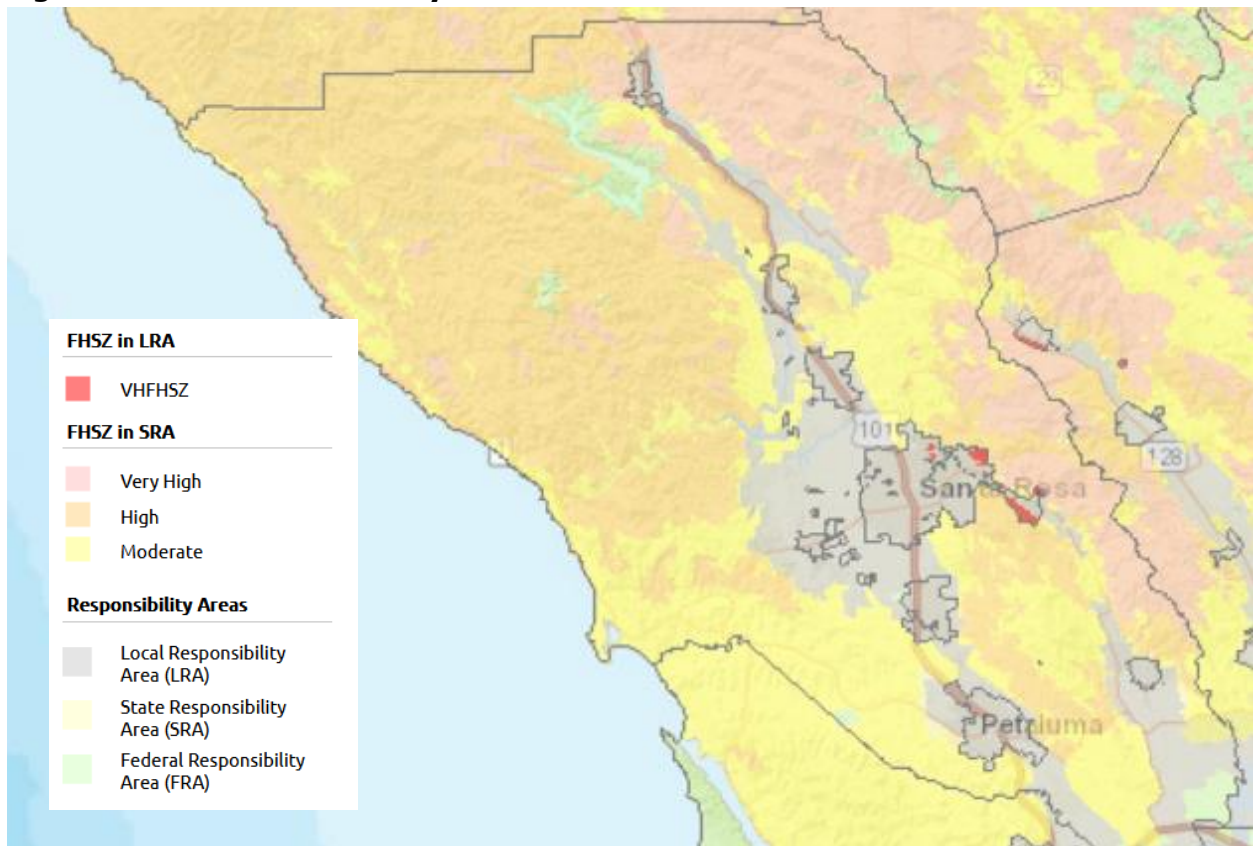 FHSZ in LRA
VHFHSZ
FHSZ in SRA
Very High
High
Moderate
Responsibility Areas
Local Responsibility
Area (LRA)
State Responsibility
Area (SRA)
Federal Responsibility
Area (FRA)
29
101
128
Santa Rosa
Petaluma